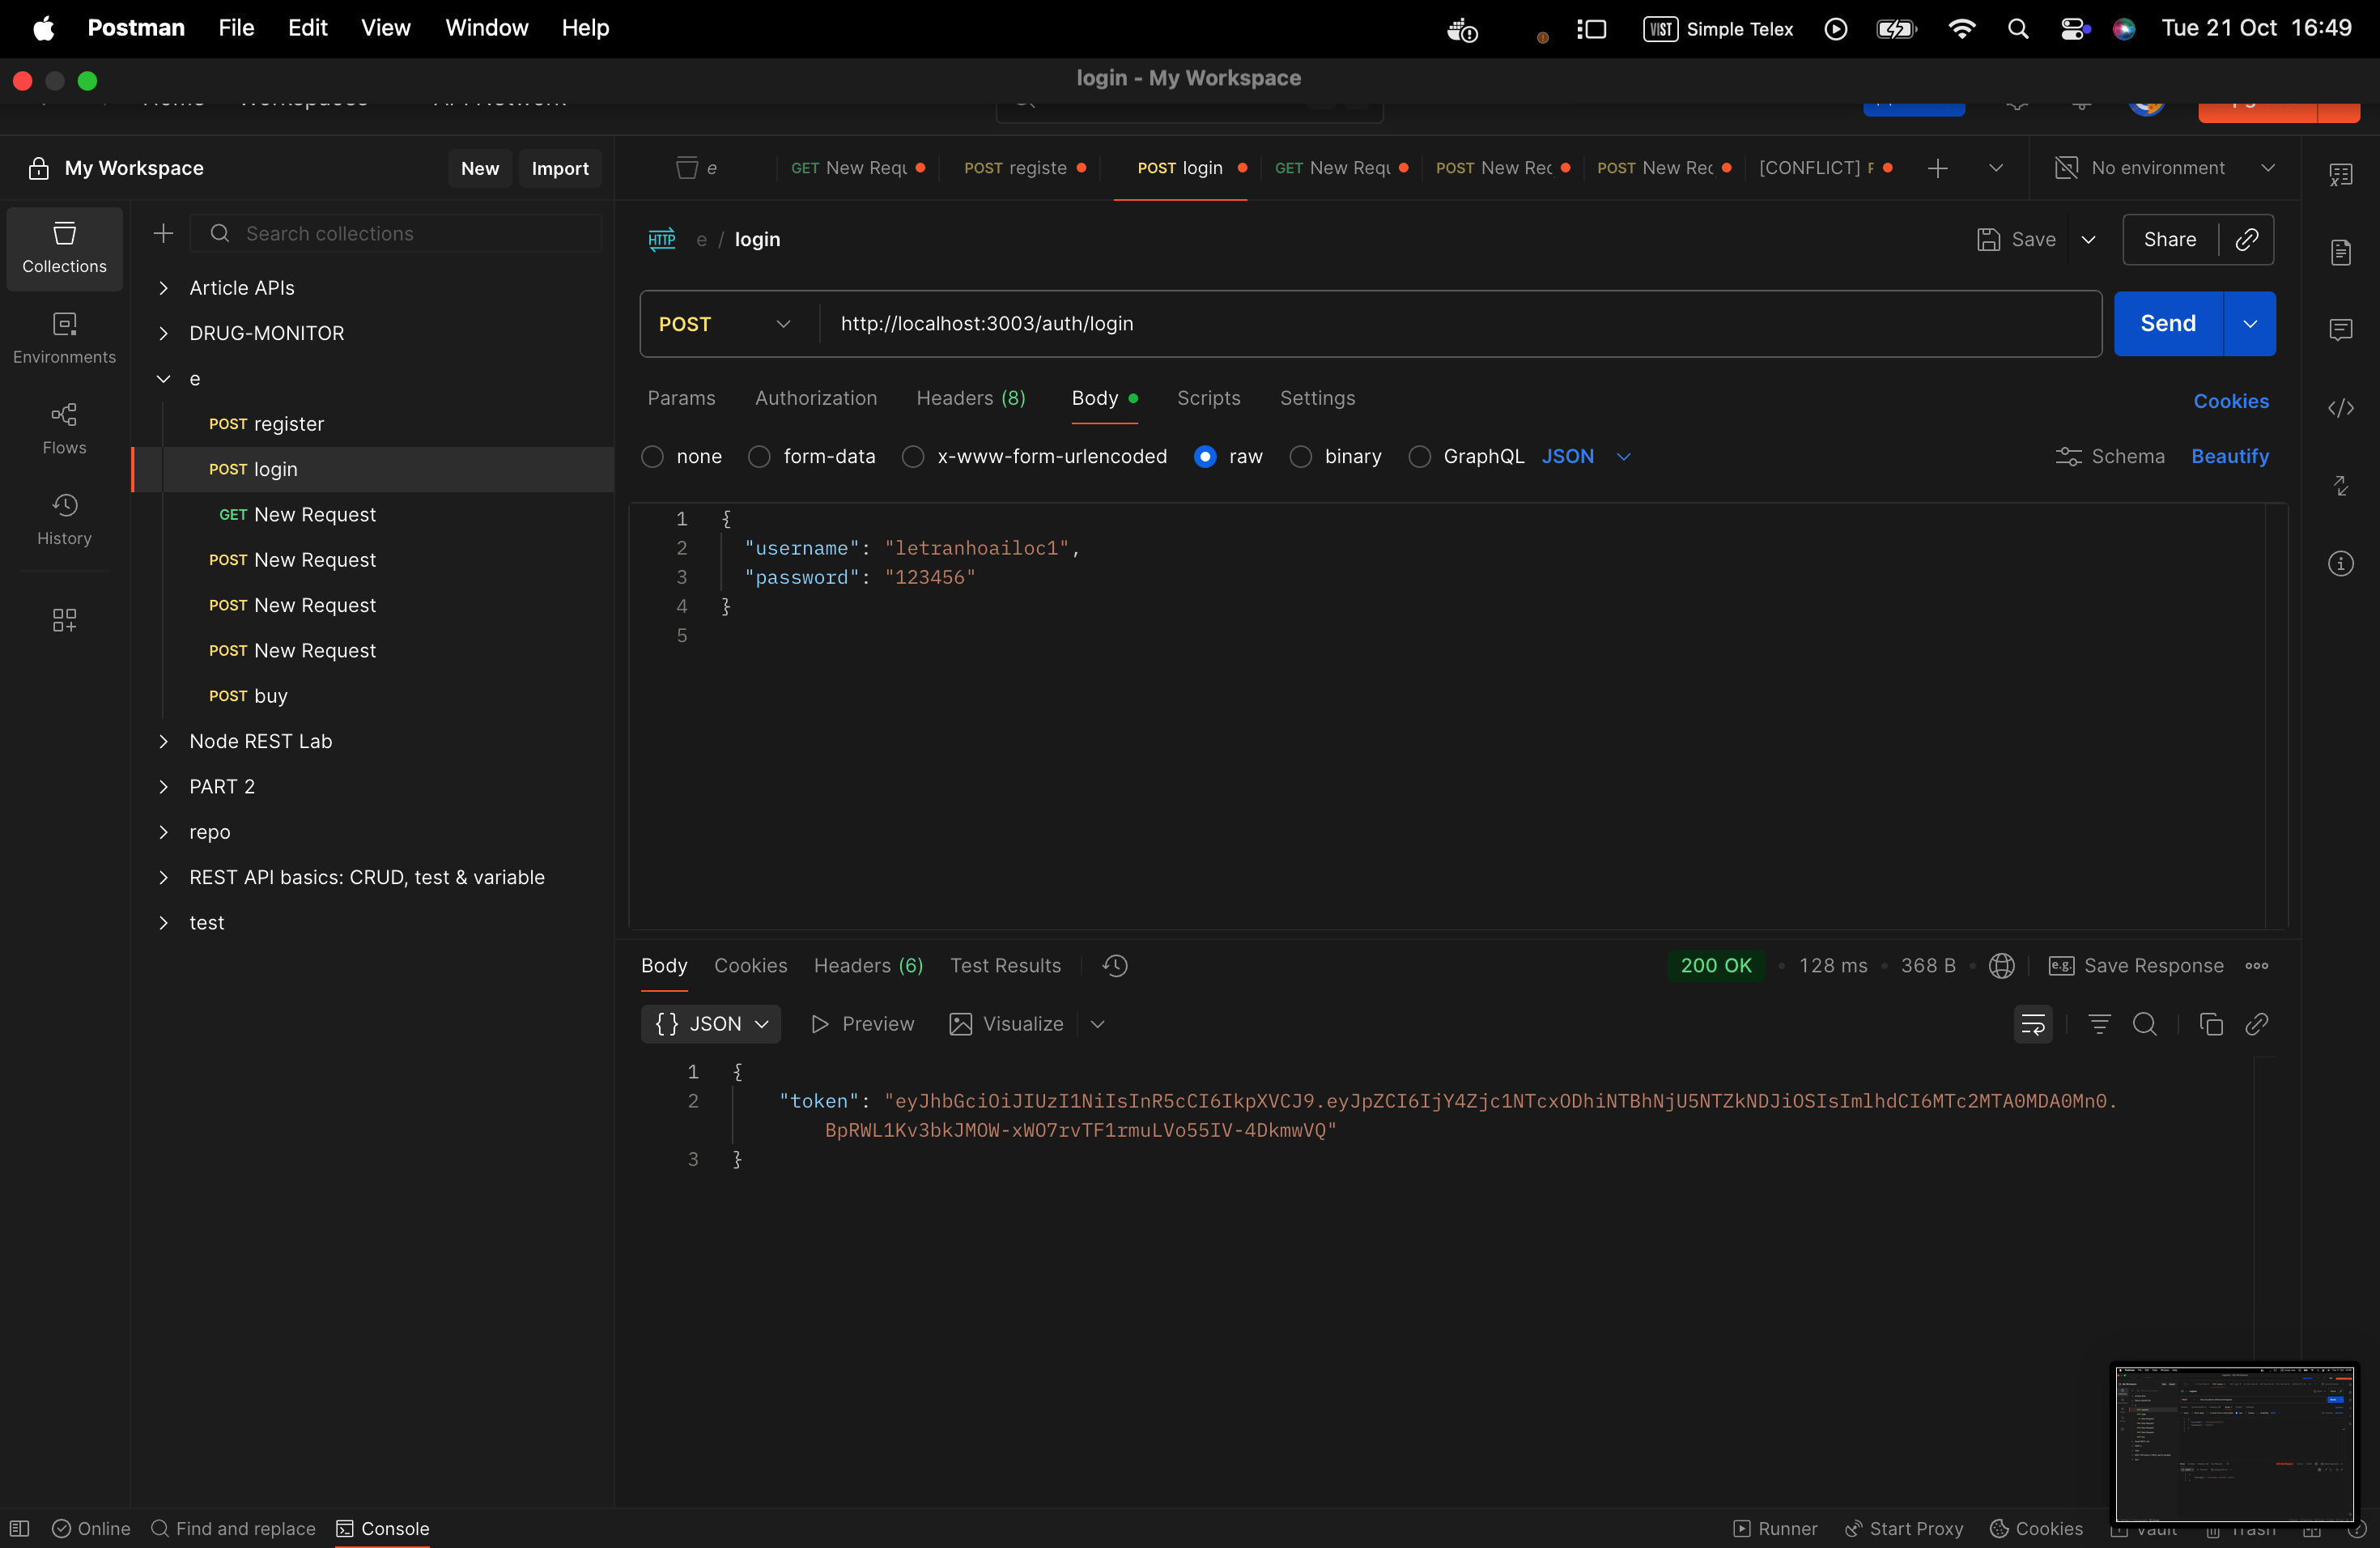 Postman File Edit View Window Help VIST Simple Telex Tue 21 Oct 16:49
login - My Workspace
My Workspace New Import e GET New Requ POST registe POST login GET New Requ POST New Rec POST New Rec [CONFLICT] No environment
Collections
Environments
Flows
History
Search collections
Article APIs
DRUG-MONITOR
e
POST register
POST login
GET New Request
POST New Request
POST New Request
POST New Request
POST buy
Node REST Lab
PART 2
repo
REST API basics: CRUD, test & variable
test
HTTP e / login Save Share
POST http://localhost:3003/auth/login Send
Params Authorization Headers (8) Body Scripts Settings Cookies
none form-data x-www-form-urlencoded raw binary GraphQL JSON Schema Beautify
1 {
2 "username": "letranhoailoc1",
3 "password": "123456"
4 }
5
Body Cookies Headers (6) Test Results 200 OK • 128 ms • 368 B • e.g. Save Response
{} JSON Preview Visualize
1 {
2 "token": "eyJhbGciOiJIUzI1NiIsInR5cCI6IkpXVCJ9.eyJpZCI6IjY4Zjc1NTcxODhiNTBhNjU5NTZkNDJiOSIsImlhdCI6MTc2MTA0MDA0Mn0.
BpRWL1Kv3bkJMOW-xWO7rvTF1rmuLVo55IV-4DkmwVQ"
3 }
Online Find and replace Console Runner Start Proxy Cookies Vault Trash